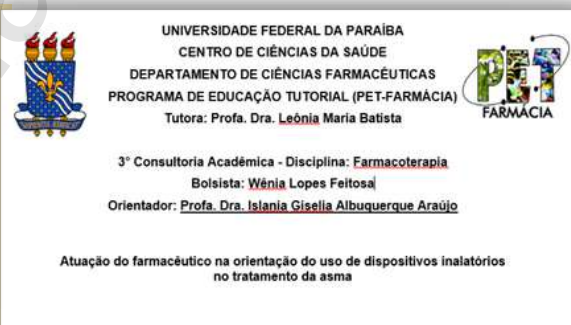 UNIVERSIDADE FEDERAL DA PARAÍBA
CENTRO DE CIÊNCIAS DA SAÚDE
DEPARTAMENTO DE CIÊNCIAS FARMACÊUTICAS
PROGRAMA DE EDUCAÇÃO TUTORIAL (PET-FARMÁCIA)
Tutora: Profa. Dra. Leônia Maria Batista
PET
FARMÁCIA
3° Consultoria Acadêmica - Disciplina: Farmacoterapia
Bolsista: Wênia Lopes Feitosa
Orientador: Profa. Dra. Islania Giselia Albuquerque Araújo
Atuação do farmacêutico na orientação do uso de dispositivos inalatórios
no tratamento da asma